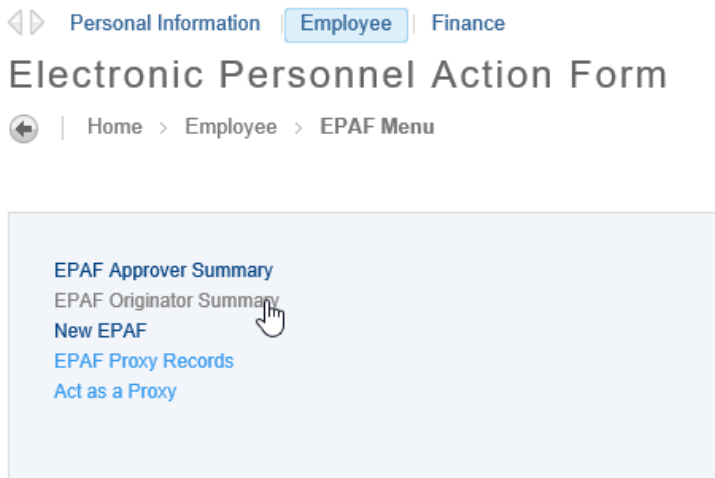 Personal Information Employee Finance
Electronic Personnel Action Form
Home > Employee > EPAF Menu
EPAF Approver Summary
EPAF Originator Summary
New EPAF
EPAF Proxy Records
Act as a Proxy